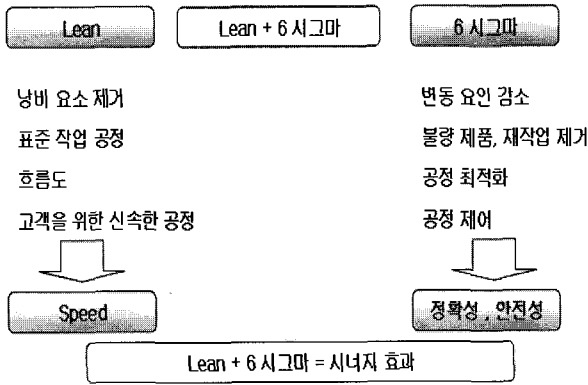 Lean
Lean + 6 시그마
6 시그마
낭비 요소 제거
표준 작업 공정
흐름도
고객을 위한 신속한 공정
변동 요인 감소
불량 제품, 재작업 제거
공정 최적화
공정 제어
Speed
정확성 , 안전성
Lean + 6 시그마 = 시너지 효과